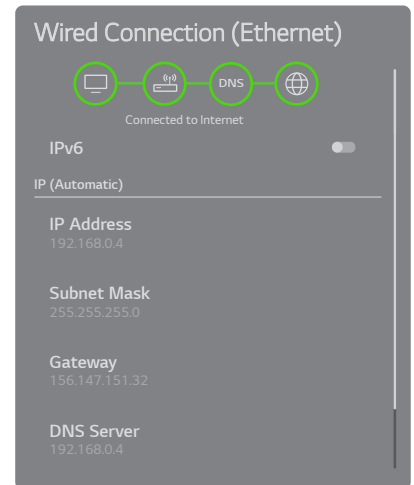 Wired Connection (Ethernet)
DNS
Connected to Internet
IPv6
IP (Automatic)
IP Address
192.168.0.4
Subnet Mask
255.255.255.0
Gateway
156.147.151.32
DNS Server
192.168.0.4